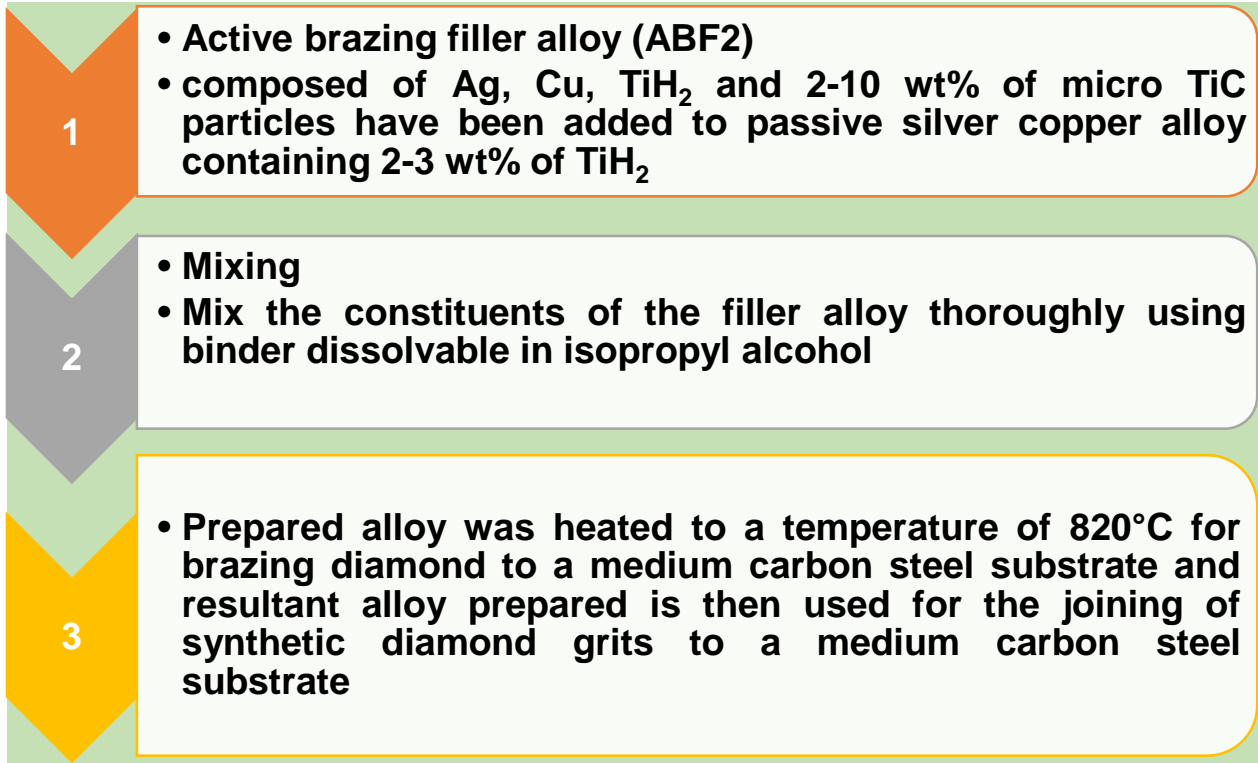 1
• Active brazing filler alloy (ABF2)
• composed of Ag, Cu, TiH₂ and 2-10 wt% of micro TiC
particles have been added to passive silver copper alloy
containing 2-3 wt% of TiH₂
2
• Mixing
• Mix the constituents of the filler alloy thoroughly using
binder dissolvable in isopropyl alcohol
3
• Prepared alloy was heated to a temperature of 820°C for
brazing diamond to a medium carbon steel substrate and
resultant alloy prepared is then used for the joining of
synthetic diamond grits to a medium carbon steel
substrate